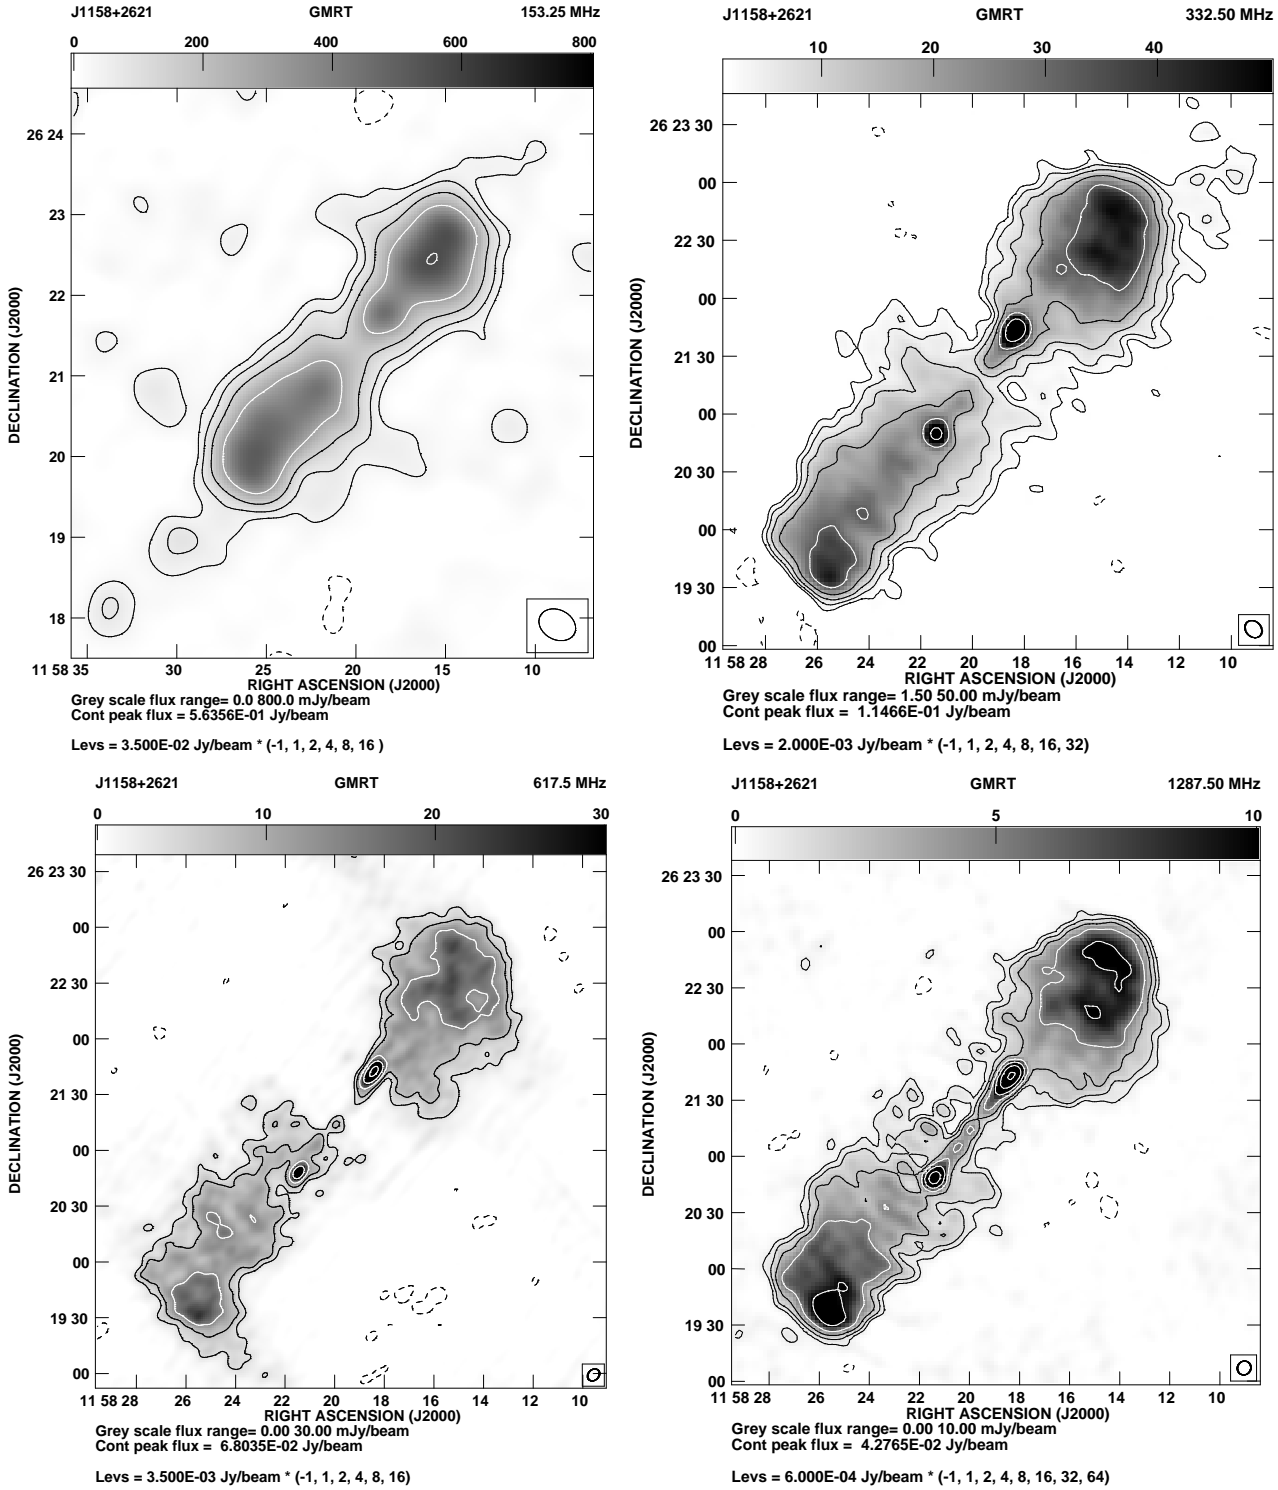 J1158+2621 GMRT 153.25 MHz
0 200 400 600 800
26 24
23
22
21
20
19
18
DECLINATION (J2000)
11 58 35 30 25 20 15 10
RIGHT ASCENSION (J2000)
Grey scale flux range= 0.0 800.0 mJy/beam
Cont peak flux = 5.6356E-01 Jy/beam
Levs = 3.500E-02 Jy/beam * (-1, 1, 2, 4, 8, 16 )
J1158+2621 GMRT 332.50 MHz
10 20 30 40
26 23 30
00
22 30
00
21 30
00
20 30
00
19 30
00
DECLINATION (J2000)
11 58 28 26 24 22 20 18 16 14 12 10
RIGHT ASCENSION (J2000)
Grey scale flux range= 1.50 50.00 mJy/beam
Cont peak flux = 1.1466E-01 Jy/beam
Levs = 2.000E-03 Jy/beam * (-1, 1, 2, 4, 8, 16, 32)
J1158+2621 GMRT 617.5 MHz
0 10 20 30
26 23 30
00
22 30
00
21 30
00
20 30
00
19 30
00
DECLINATION (J2000)
11 58 28 26 24 22 20 18 16 14 12 10
RIGHT ASCENSION (J2000)
Grey scale flux range= 0.00 30.00 mJy/beam
Cont peak flux = 6.8035E-02 Jy/beam
Levs = 3.500E-03 Jy/beam * (-1, 1, 2, 4, 8, 16)
J1158+2621 GMRT 1287.50 MHz
0 5 10
26 23 30
00
22 30
00
21 30
00
20 30
00
19 30
00
DECLINATION (J2000)
11 58 28 26 24 22 20 18 16 14 12 10
RIGHT ASCENSION (J2000)
Grey scale flux range= 0.00 10.00 mJy/beam
Cont peak flux = 4.2765E-02 Jy/beam
Levs = 6.000E-04 Jy/beam * (-1, 1, 2, 4, 8, 16, 32, 64)